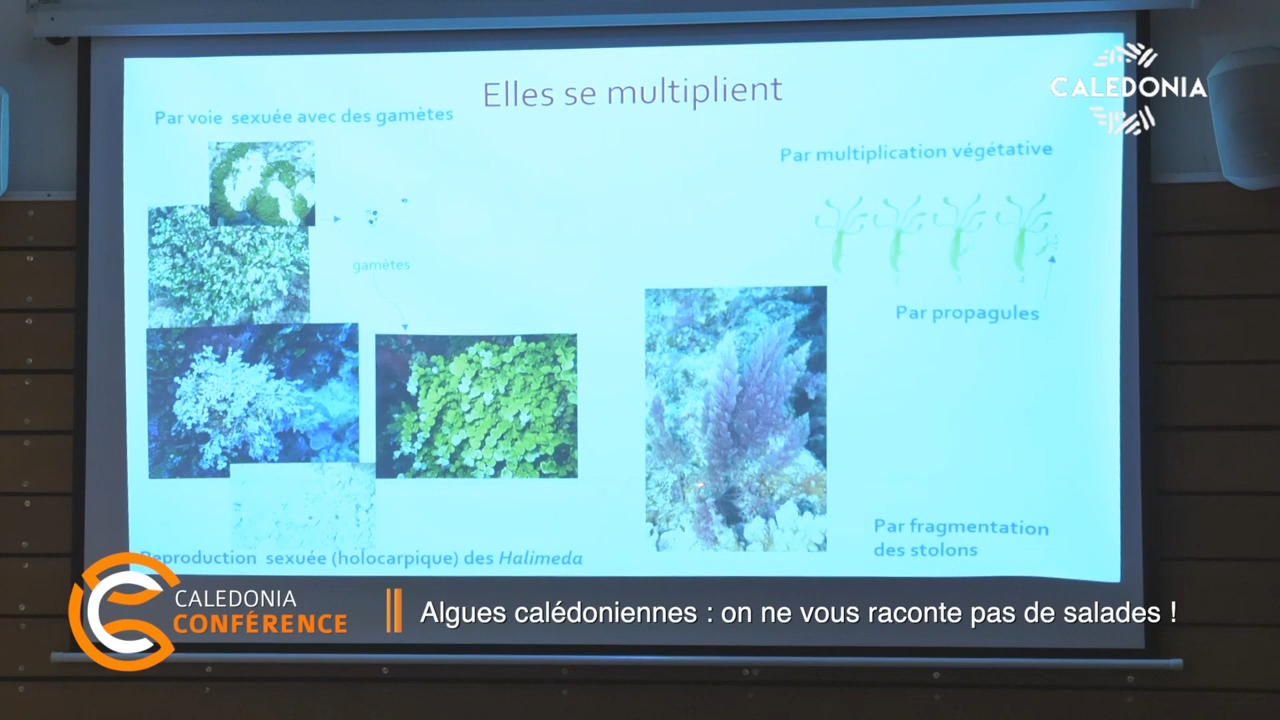 Elles se multiplient
CALEDONIA
Par voie sexuée avec des gamètes
Par multiplication végétative
gamètes
Par propagules
Par fragmentation
des stolons
Reproduction sexuée (holocarpique) des Halimeda
CALEDONIA
CONFÉRENCE
Algues calédoniennes : on ne vous raconte pas de salades !